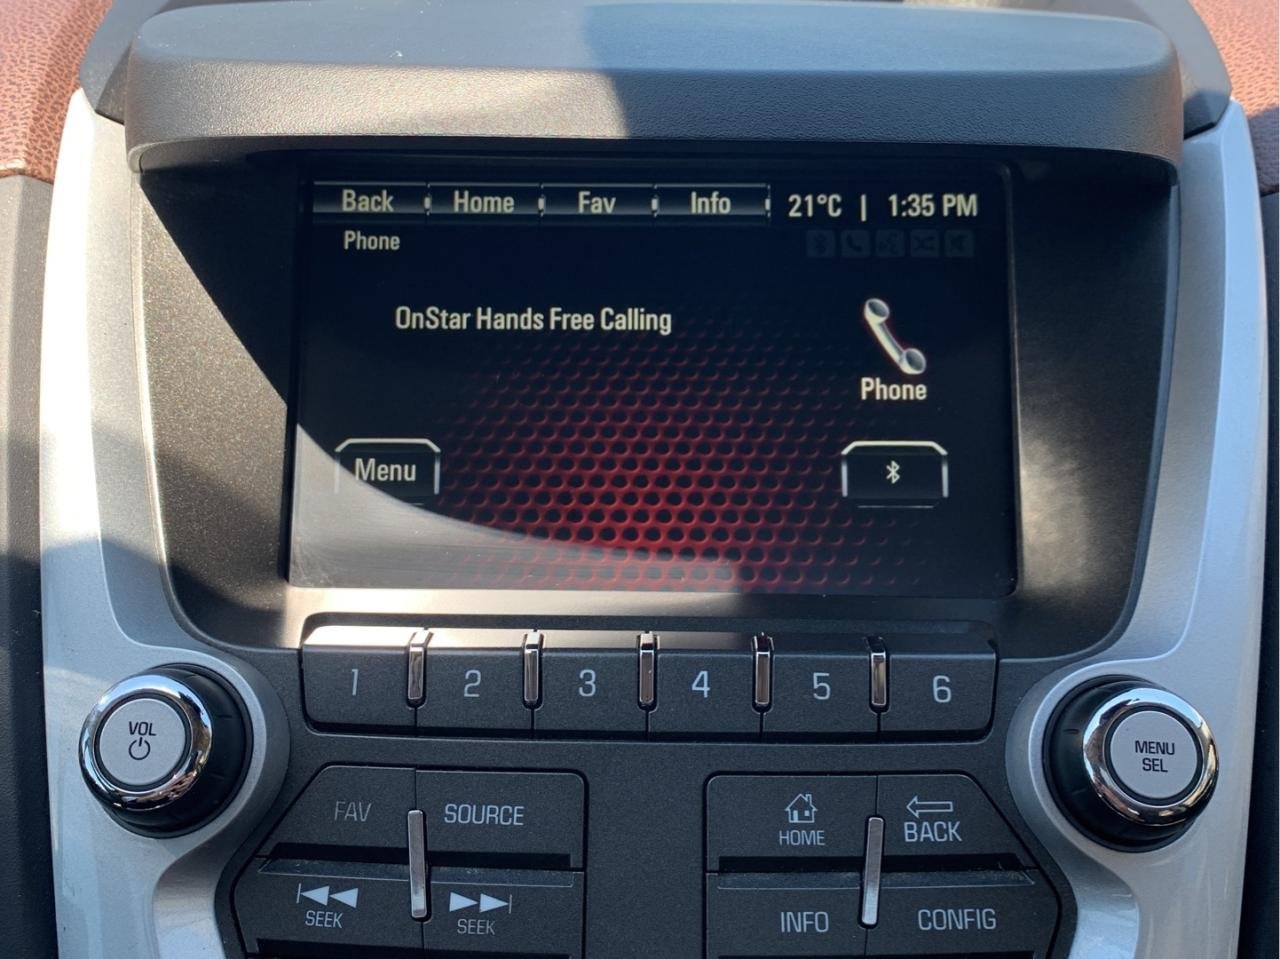 Back Home Fav Info 21°C | 1:35 PM
Phone
OnStar Hands Free Calling
Phone
Menu
1 2 3 4 5 6
VOL
MENU
SEL
FAV SOURCE
HOME BACK
SEEK SEEK
INFO CONFIG